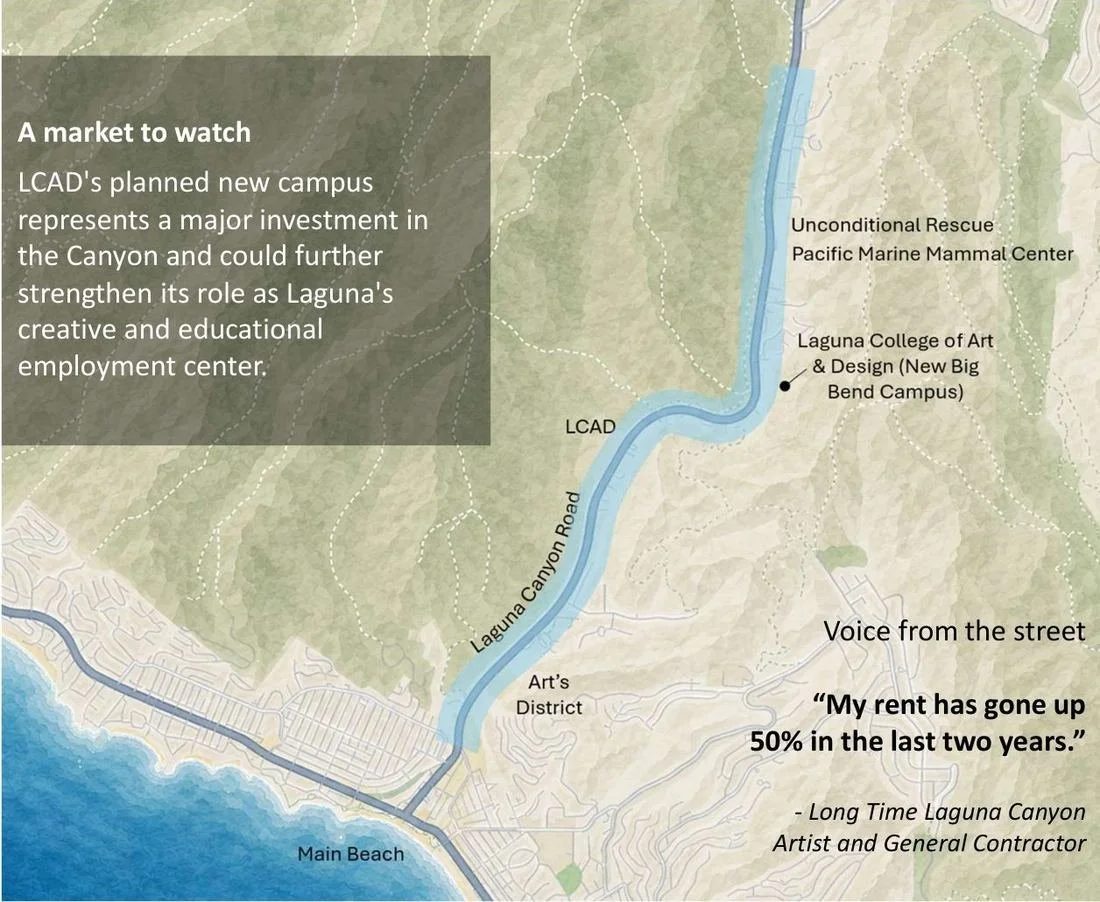 A market to watch
LCAD's planned new campus
represents a major investment in
the Canyon and could further
strengthen its role as Laguna's
creative and educational
employment center.
Unconditional Rescue
Pacific Marine Mammal Center
Laguna College of Art
& Design (New Big
Bend Campus)
LCAD
Laguna Canyon Road
Art's
District
Main Beach
Voice from the street
“My rent has gone up
50% in the last two years.”
- Long Time Laguna Canyon
Artist and General Contractor